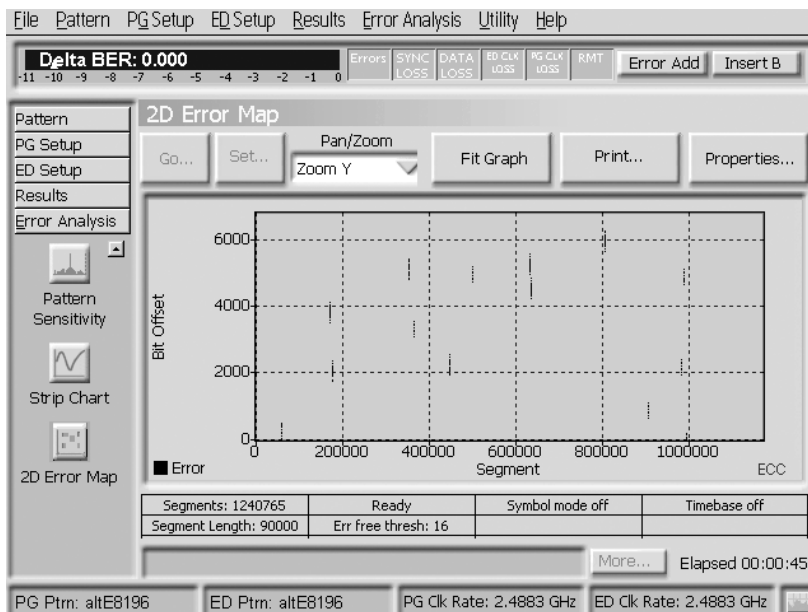 File Pattern PG Setup ED Setup Results Error Analysis Utility Help
Delta BER: 0.000
-11 -10 -9 -8 -7 -6 -5 -4 -3 -2 -1 0
Errors SYNC LOSS DATA LOSS ED CLK LOSS PG CLK LOSS RMT
Error Add Insert B
Pattern
PG Setup
ED Setup
Results
Error Analysis
Pattern Sensitivity
Strip Chart
2D Error Map
2D Error Map
Go... Set... Pan/Zoom Fit Graph Print... Properties...
Zoom Y
Bit Offset
6000
4000
2000
0
0 200000 400000 600000 800000 1000000
Error Segment ECC
Segments: 1240765 Ready Symbol mode off Timebase off
Segment Length: 90000 Err free thresh: 16
More... Elapsed 00:00:45
PG Ptrn: altE8196 ED Ptrn: altE8196 PG Clk Rate: 2.4883 GHz ED Clk Rate: 2.4883 GHz